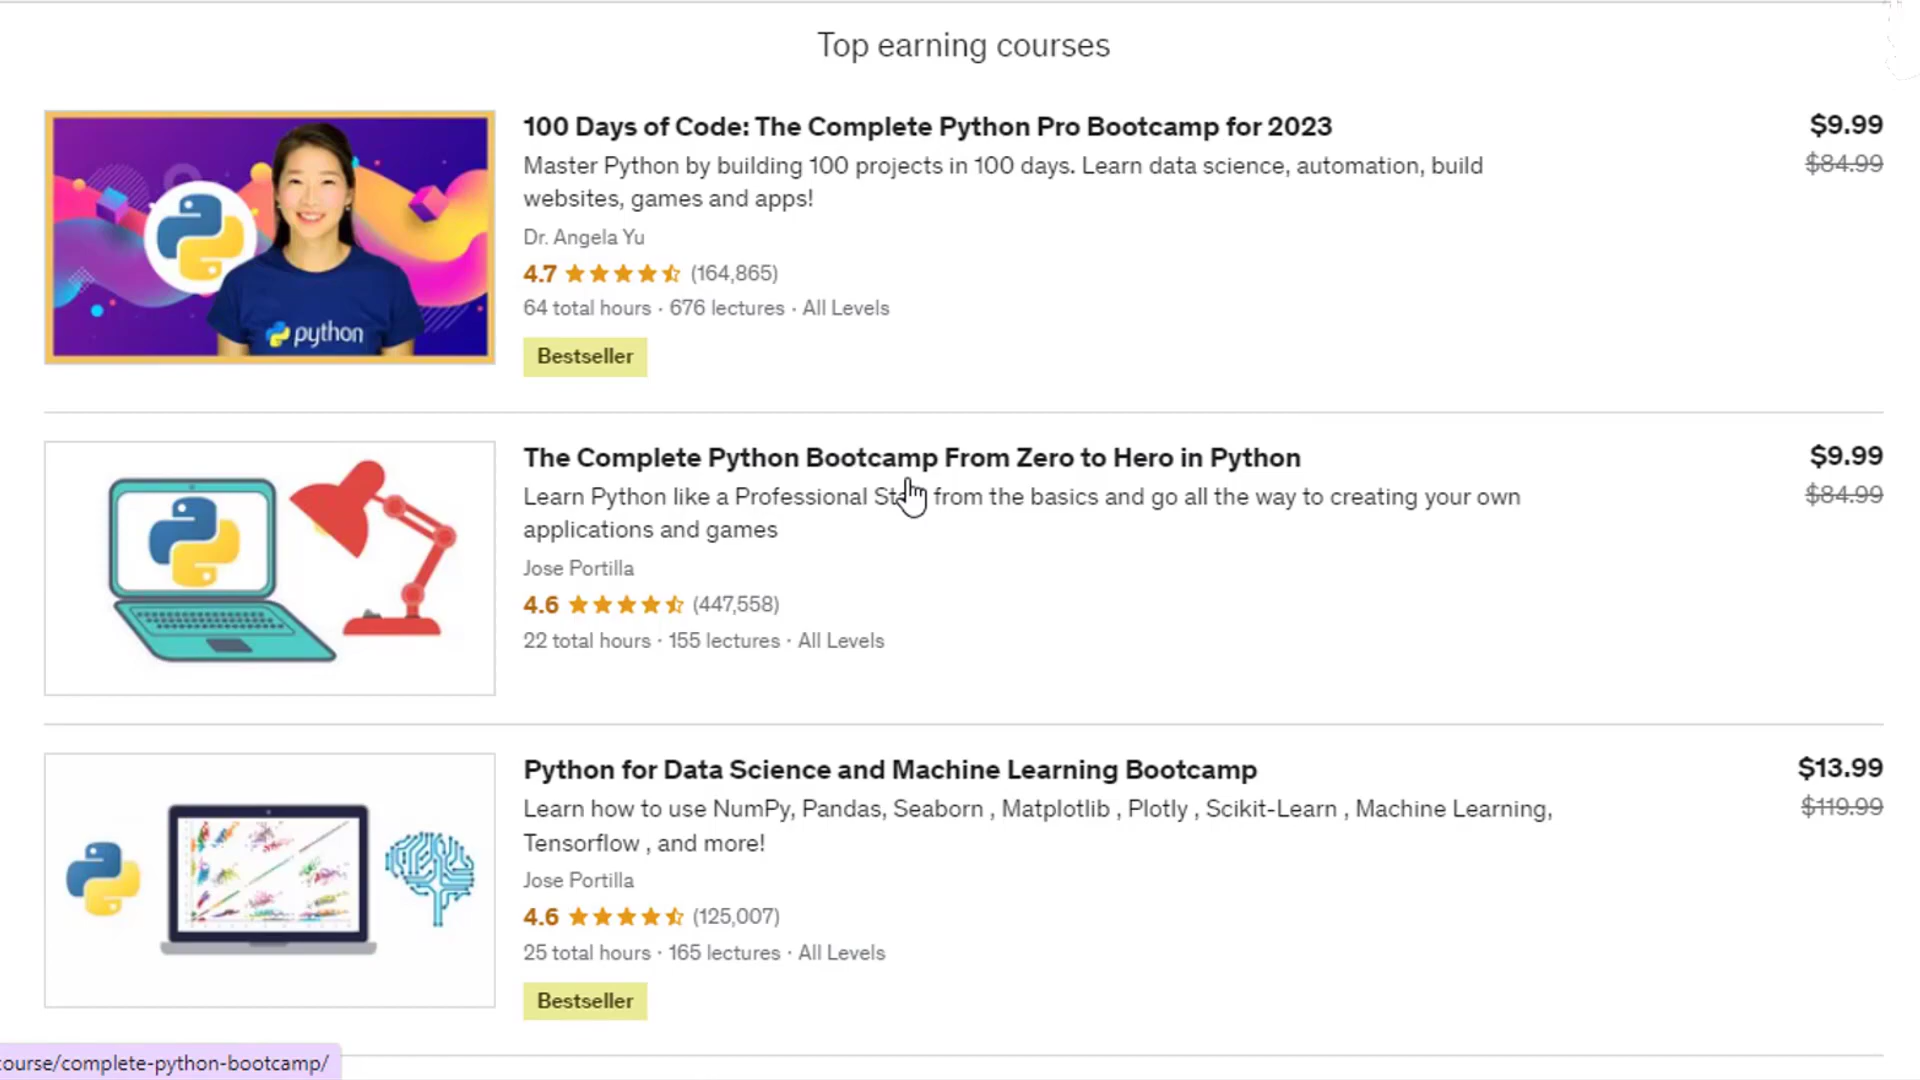 Top earning courses
100 Days of Code: The Complete Python Pro Bootcamp for 2023
$9.99
Master Python by building 100 projects in 100 days. Learn data science, automation, build
$84.99
websites, games and apps!
Dr. Angela Yu
4.7 (164,865)
64 total hours · 676 lectures · All Levels
python
Bestseller
The Complete Python Bootcamp From Zero to Hero in Python
$9.99
Learn Python like a Professional from the basics and go all the way to creating your own
$84.99
applications and games
Jose Portilla
4.6 (447,558)
22 total hours · 155 lectures · All Levels
Python for Data Science and Machine Learning Bootcamp
$13.99
Learn how to use NumPy, Pandas, Seaborn , Matplotlib , Plotly , Scikit-Learn , Machine Learning,
$119.99
Tensorflow , and more!
Jose Portilla
4.6 (125,007)
25 total hours · 165 lectures · All Levels
Bestseller
course/complete-python-bootcamp/